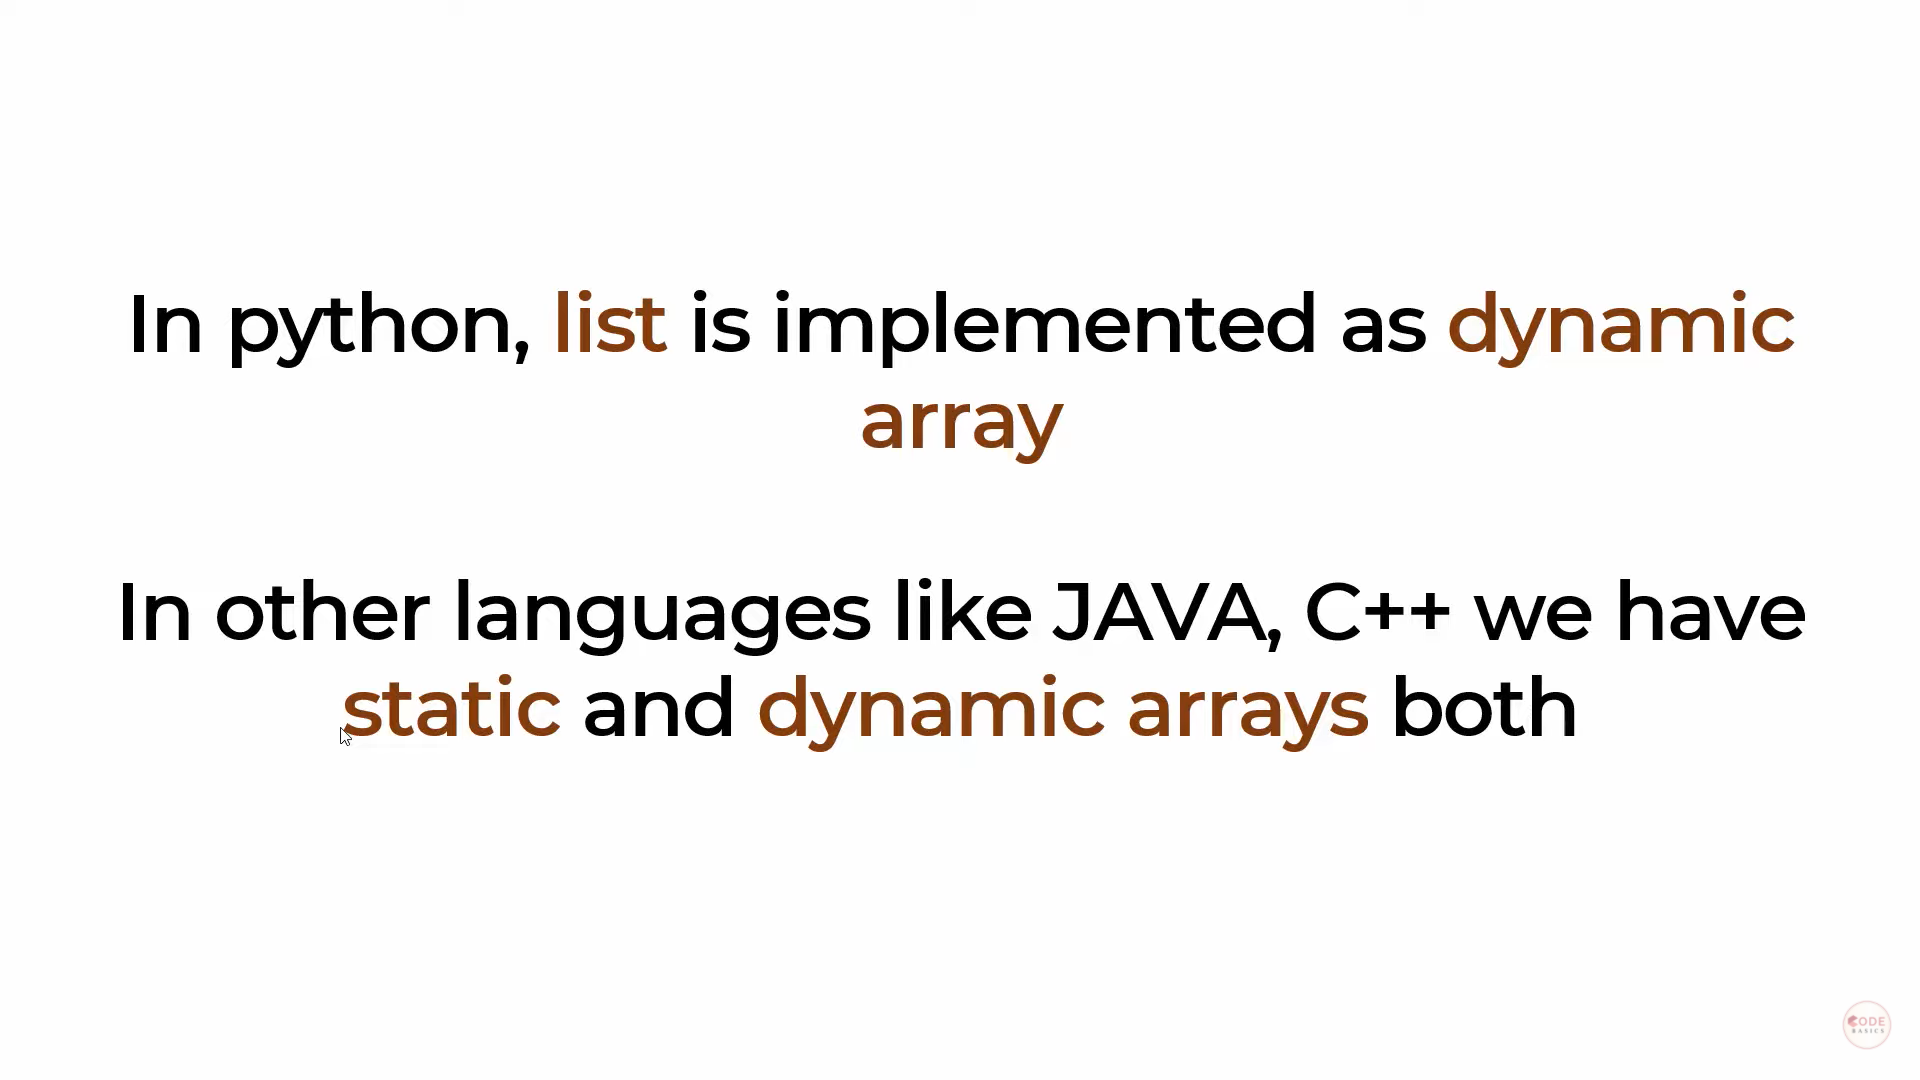 In python, list is implemented as dynamic
array
In other languages like JAVA, C++ we have
static and dynamic arrays both
CODE
BASICS